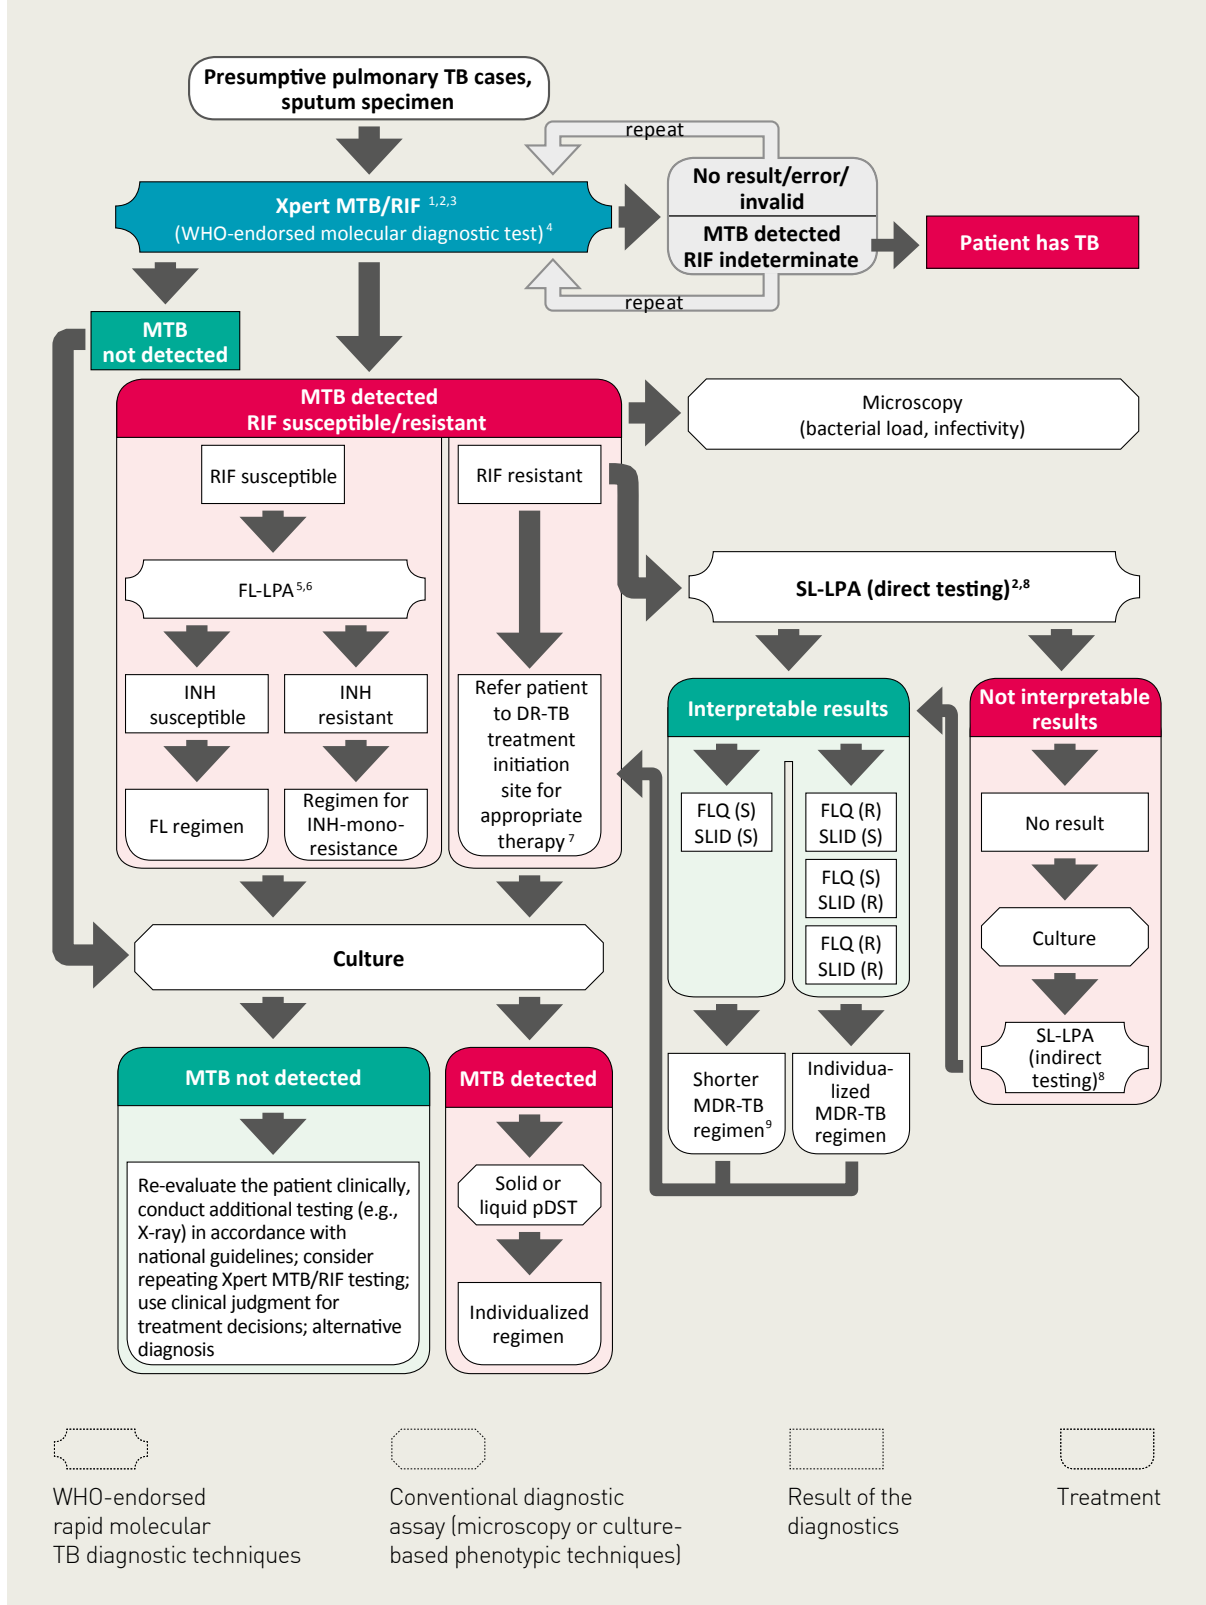 Presumptive pulmonary TB cases,
sputum specimen
repeat
Xpert MTB/RIF 1,2,3
(WHO-endorsed molecular diagnostic test) 4
No result/error/
invalid
MTB detected
RIF indeterminate
Patient has TB
repeat
MTB
not detected
MTB detected
RIF susceptible/resistant
Microscopy
(bacterial load, infectivity)
RIF susceptible
RIF resistant
FL-LPA 5,6
SL-LPA (direct testing) 2,8
INH
susceptible
INH
resistant
Refer patient
to DR-TB
treatment
initiation
site for
appropriate
therapy 7
Interpretable results
Not interpretable
results
FL regimen
Regimen for
INH-mono-
resistance
FLQ (S)
SLID (S)
FLQ (R)
SLID (S)
FLQ (S)
SLID (R)
FLQ (R)
SLID (R)
No result
Culture
SL-LPA
(indirect
testing) 8
Culture
Shorter
MDR-TB
regimen 9
Individua-
lized
MDR-TB
regimen
MTB not detected
MTB detected
Re-evaluate the patient clinically,
conduct additional testing (e.g.,
X-ray) in accordance with
national guidelines; consider
repeating Xpert MTB/RIF testing;
use clinical judgment for
treatment decisions; alternative
diagnosis
Solid or
liquid pDST
Individualized
regimen
WHO-endorsed
rapid molecular
TB diagnostic techniques
Conventional diagnostic
assay (microscopy or culture-
based phenotypic techniques)
Result of the
diagnostics
Treatment